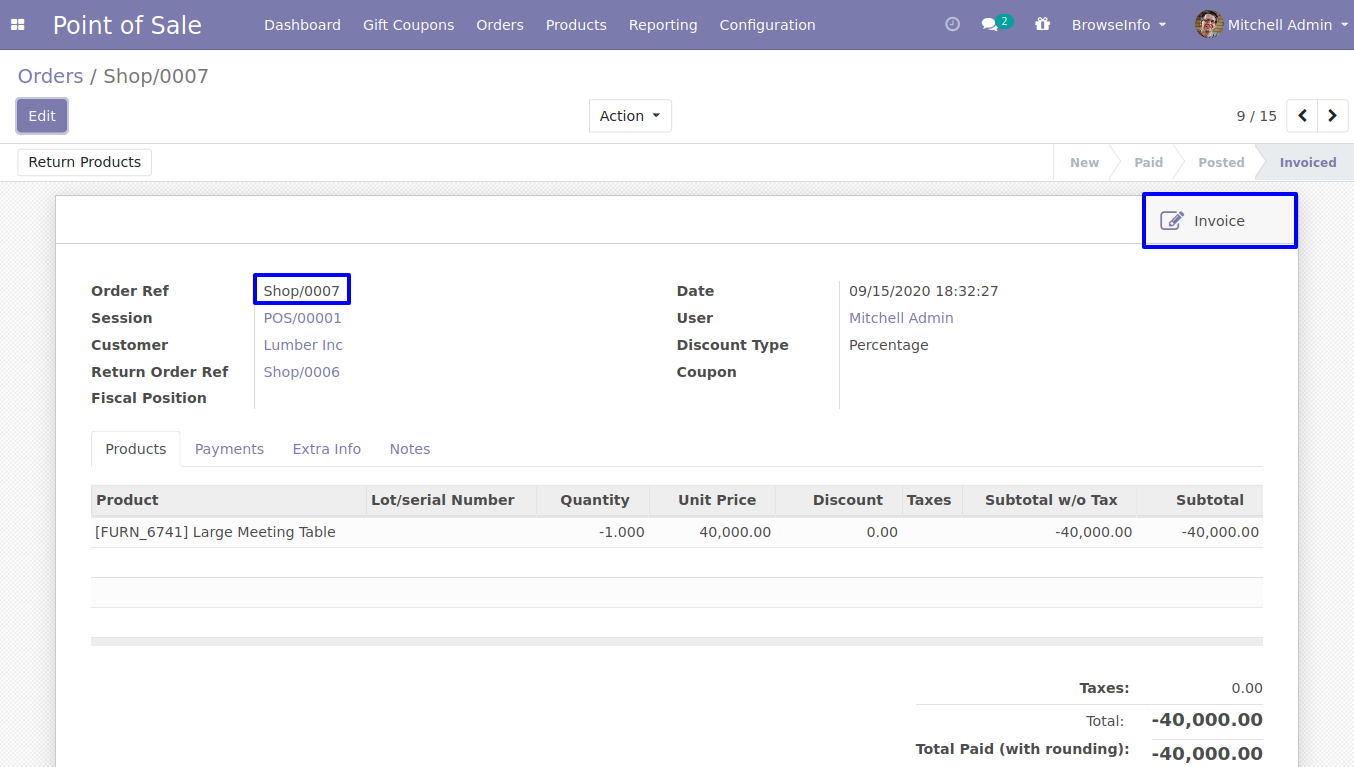 Point of Sale Dashboard Gift Coupons Orders Products Reporting Configuration 2 BrowseInfo Mitchell Admin
Orders / Shop/0007
Edit Action 9 / 15
Return Products New Paid Posted Invoiced
Invoice
Order Ref Shop/0007 Date 09/15/2020 18:32:27
Session POS/00001 User Mitchell Admin
Customer Lumber Inc Discount Type Percentage
Return Order Ref Shop/0006 Coupon
Fiscal Position
Products Payments Extra Info Notes
Product Lot/serial Number Quantity Unit Price Discount Taxes Subtotal w/o Tax Subtotal
[FURN_6741] Large Meeting Table -1.000 40,000.00 0.00 -40,000.00 -40,000.00
Taxes: 0.00
Total: -40,000.00
Total Paid (with rounding): -40,000.00